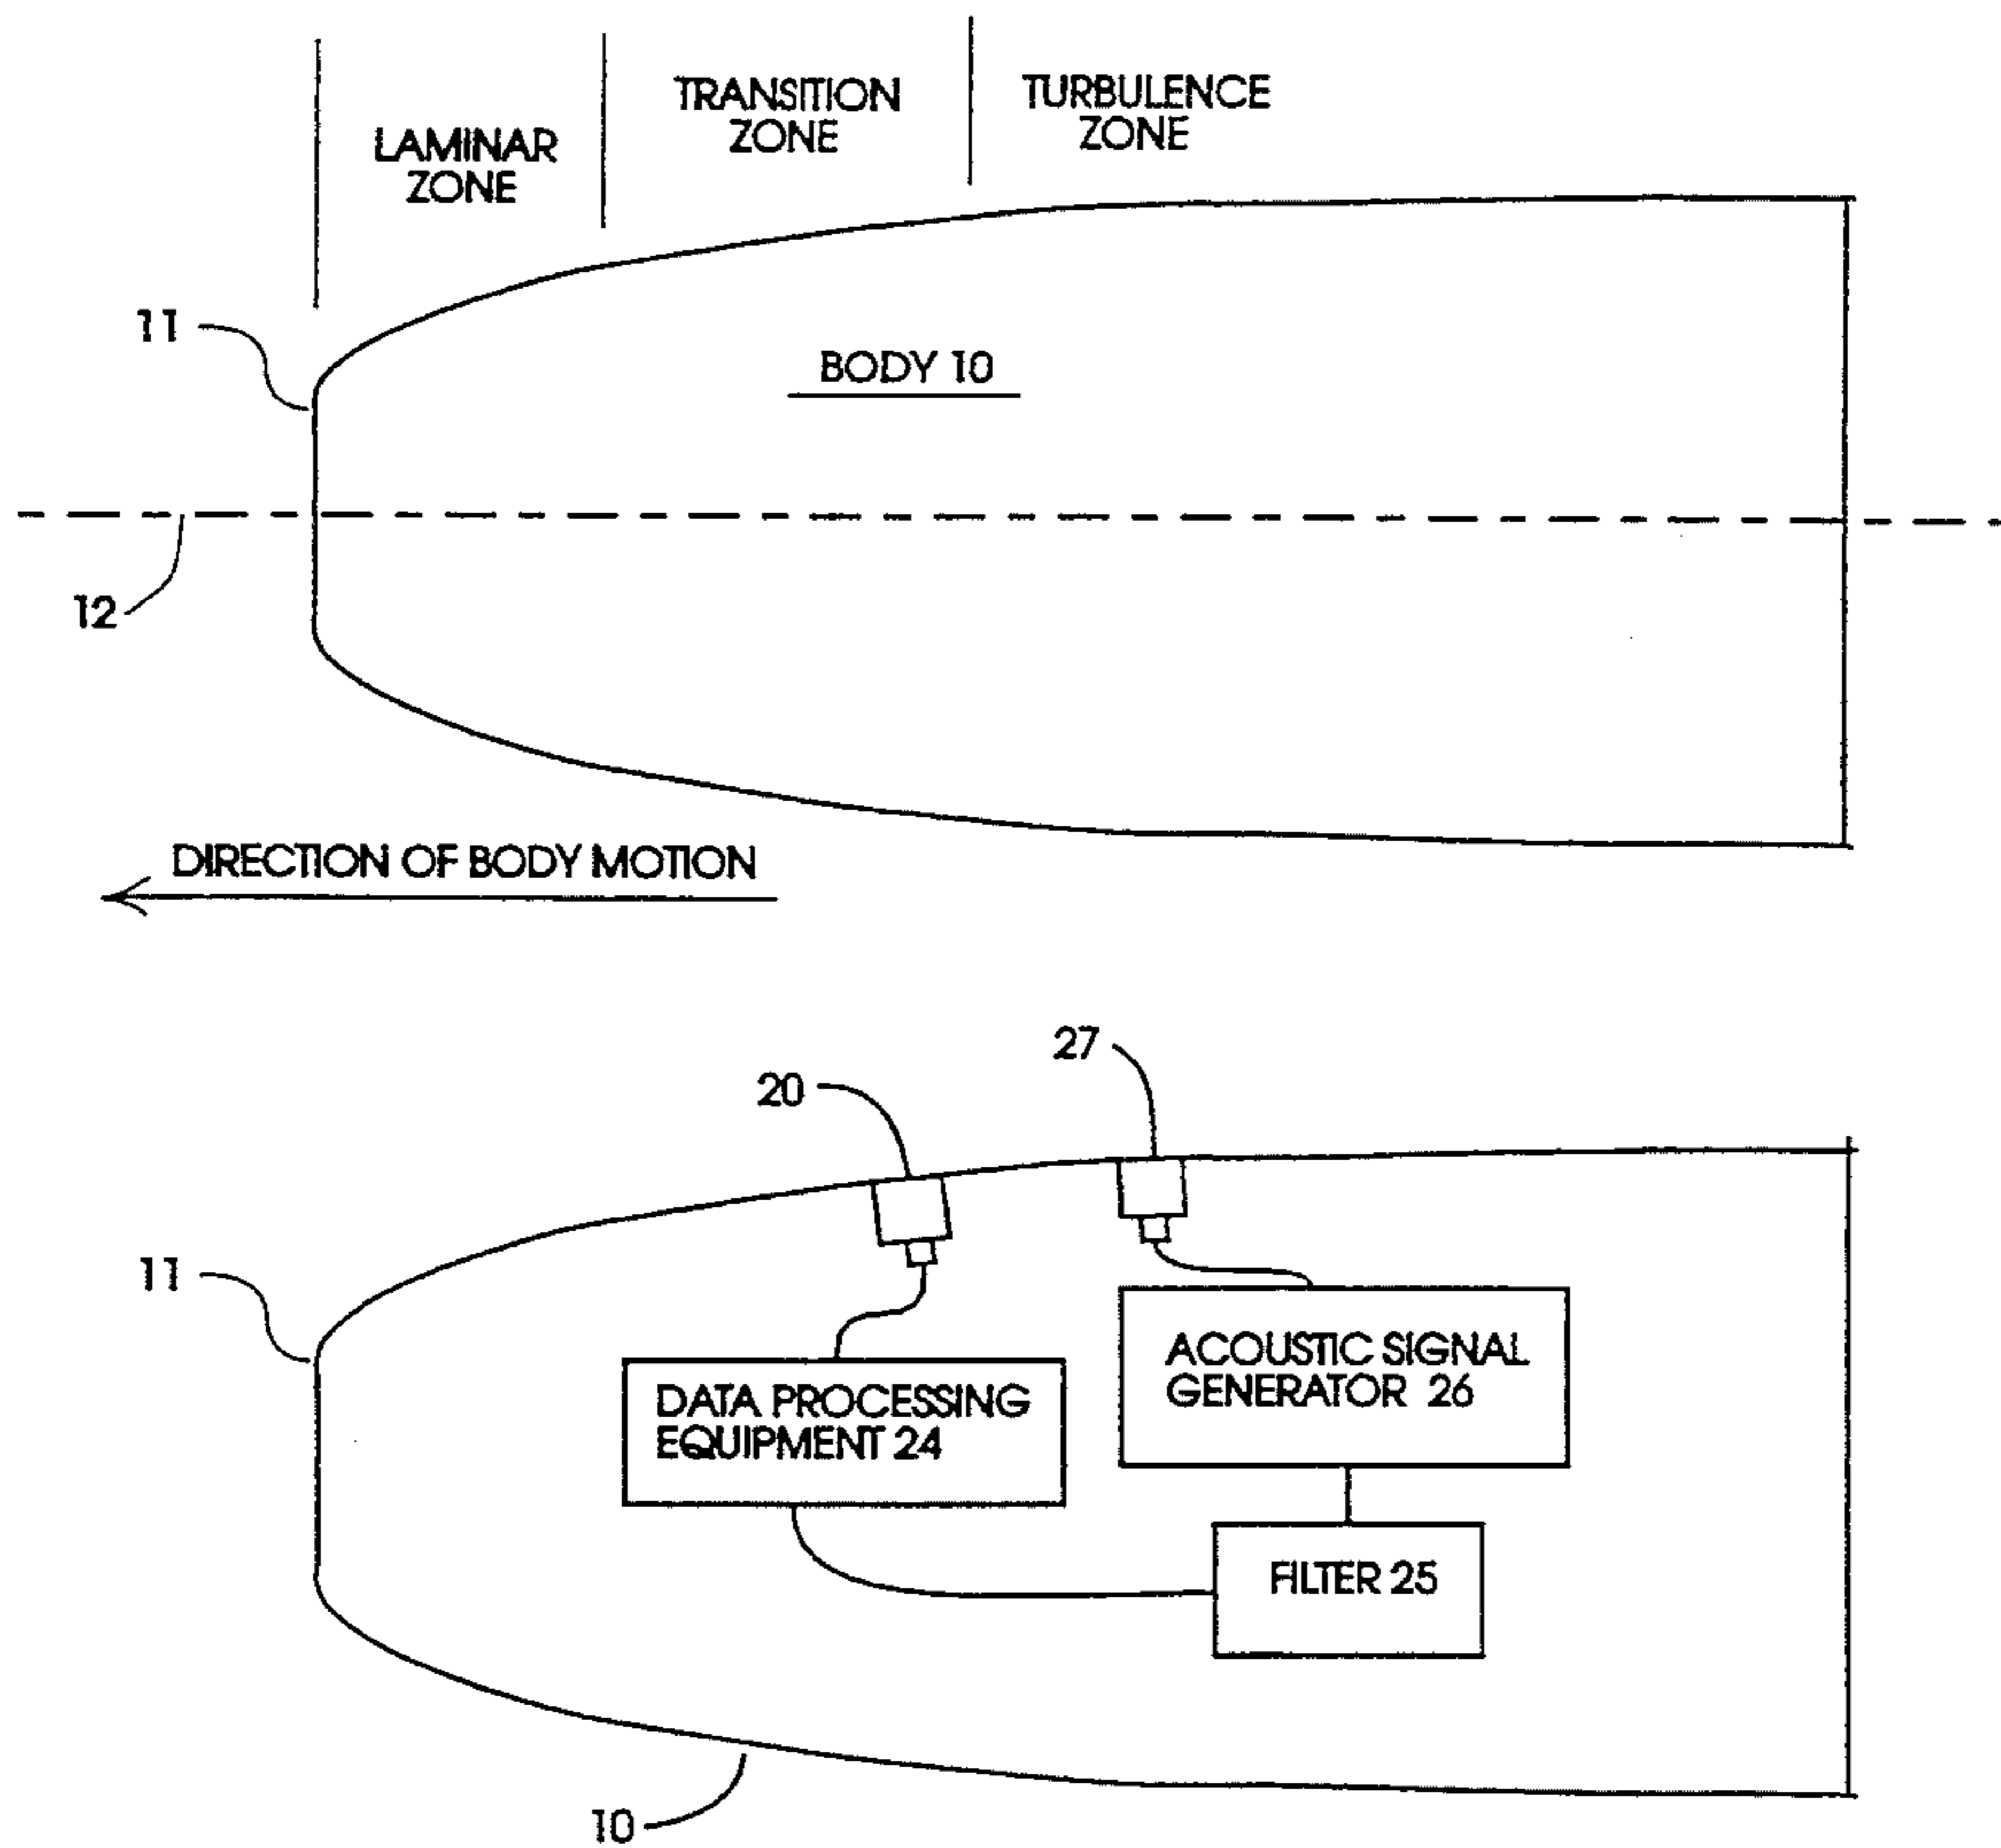 LAMINAR
ZONE
TRANSITION
ZONE
TURBULENCE
ZONE
11
BODY 10
12
DIRECTION OF BODY MOTION
27
20
11
ACOUSTIC SIGNAL
GENERATOR 26
DATA PROCESSING
EQUIPMENT 24
FILTER 25
10